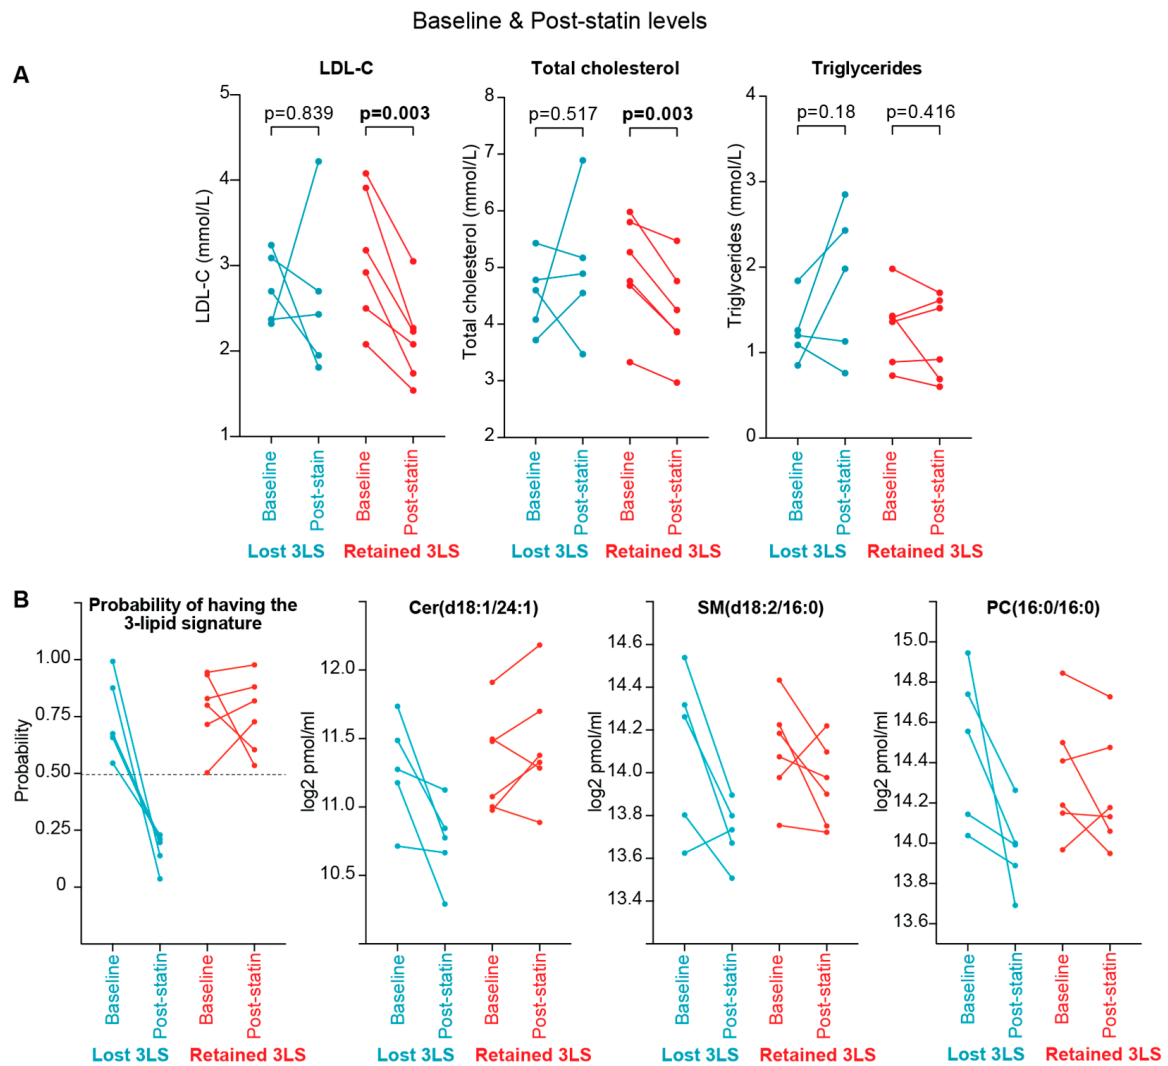 Baseline & Post-statin levels
A
LDL-C
Total cholesterol
Triglycerides
LDL-C (mmol/L)
5
4
3
2
1
p=0.839
p=0.003
Baseline
Post-stain
Baseline
Post-statin
Lost 3LS
Retained 3LS
Total cholesterol (mmol/L)
8
7
6
5
4
3
2
p=0.517
p=0.003
Baseline
Post-statin
Baseline
Post-statin
Lost 3LS
Retained 3LS
Triglycerides (mmol/L)
4
3
2
1
0
p=0.18
p=0.416
Baseline
Post-statin
Baseline
Post-statin
Lost 3LS
Retained 3LS
B
Probability of having the
3-lipid signature
Probability
1.00
0.75
0.50
0.25
0
Baseline
Post-statin
Baseline
Post-statin
Lost 3LS
Retained 3LS
Cer(d18:1/24:1)
log2 pmol/ml
12.0
11.5
11.0
10.5
Baseline
Post-statin
Baseline
Post-statin
Lost 3LS
Retained 3LS
SM(d18:2/16:0)
log2 pmol/ml
14.6
14.4
14.2
14.0
13.8
13.6
13.4
Baseline
Post-statin
Baseline
Post-statin
Lost 3LS
Retained 3LS
PC(16:0/16:0)
log2 pmol/ml
15.0
14.8
14.6
14.4
14.2
14.0
13.8
13.6
Baseline
Post-statin
Baseline
Post-statin
Lost 3LS
Retained 3LS